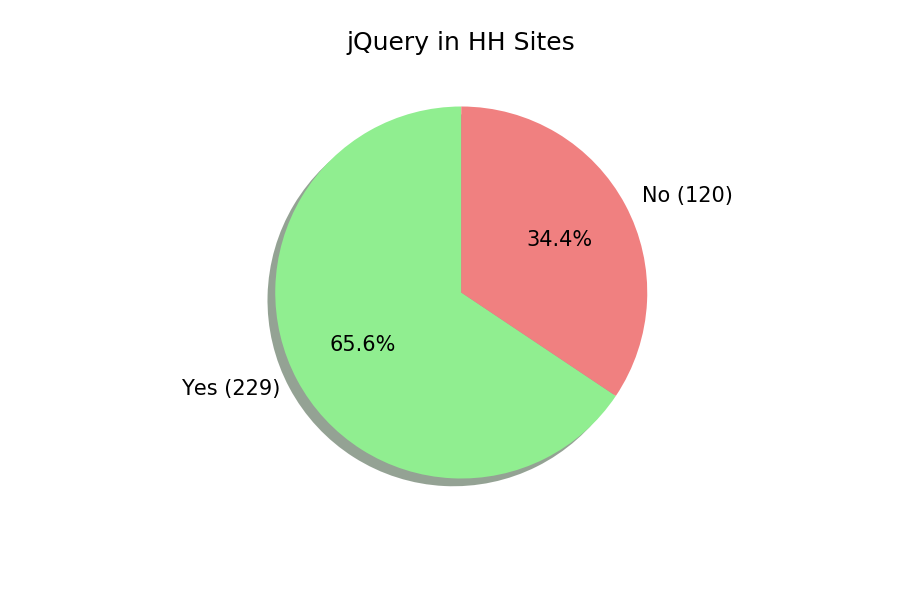 jQuery in HH Sites
No (120)
34.4%
65.6%
Yes (229)